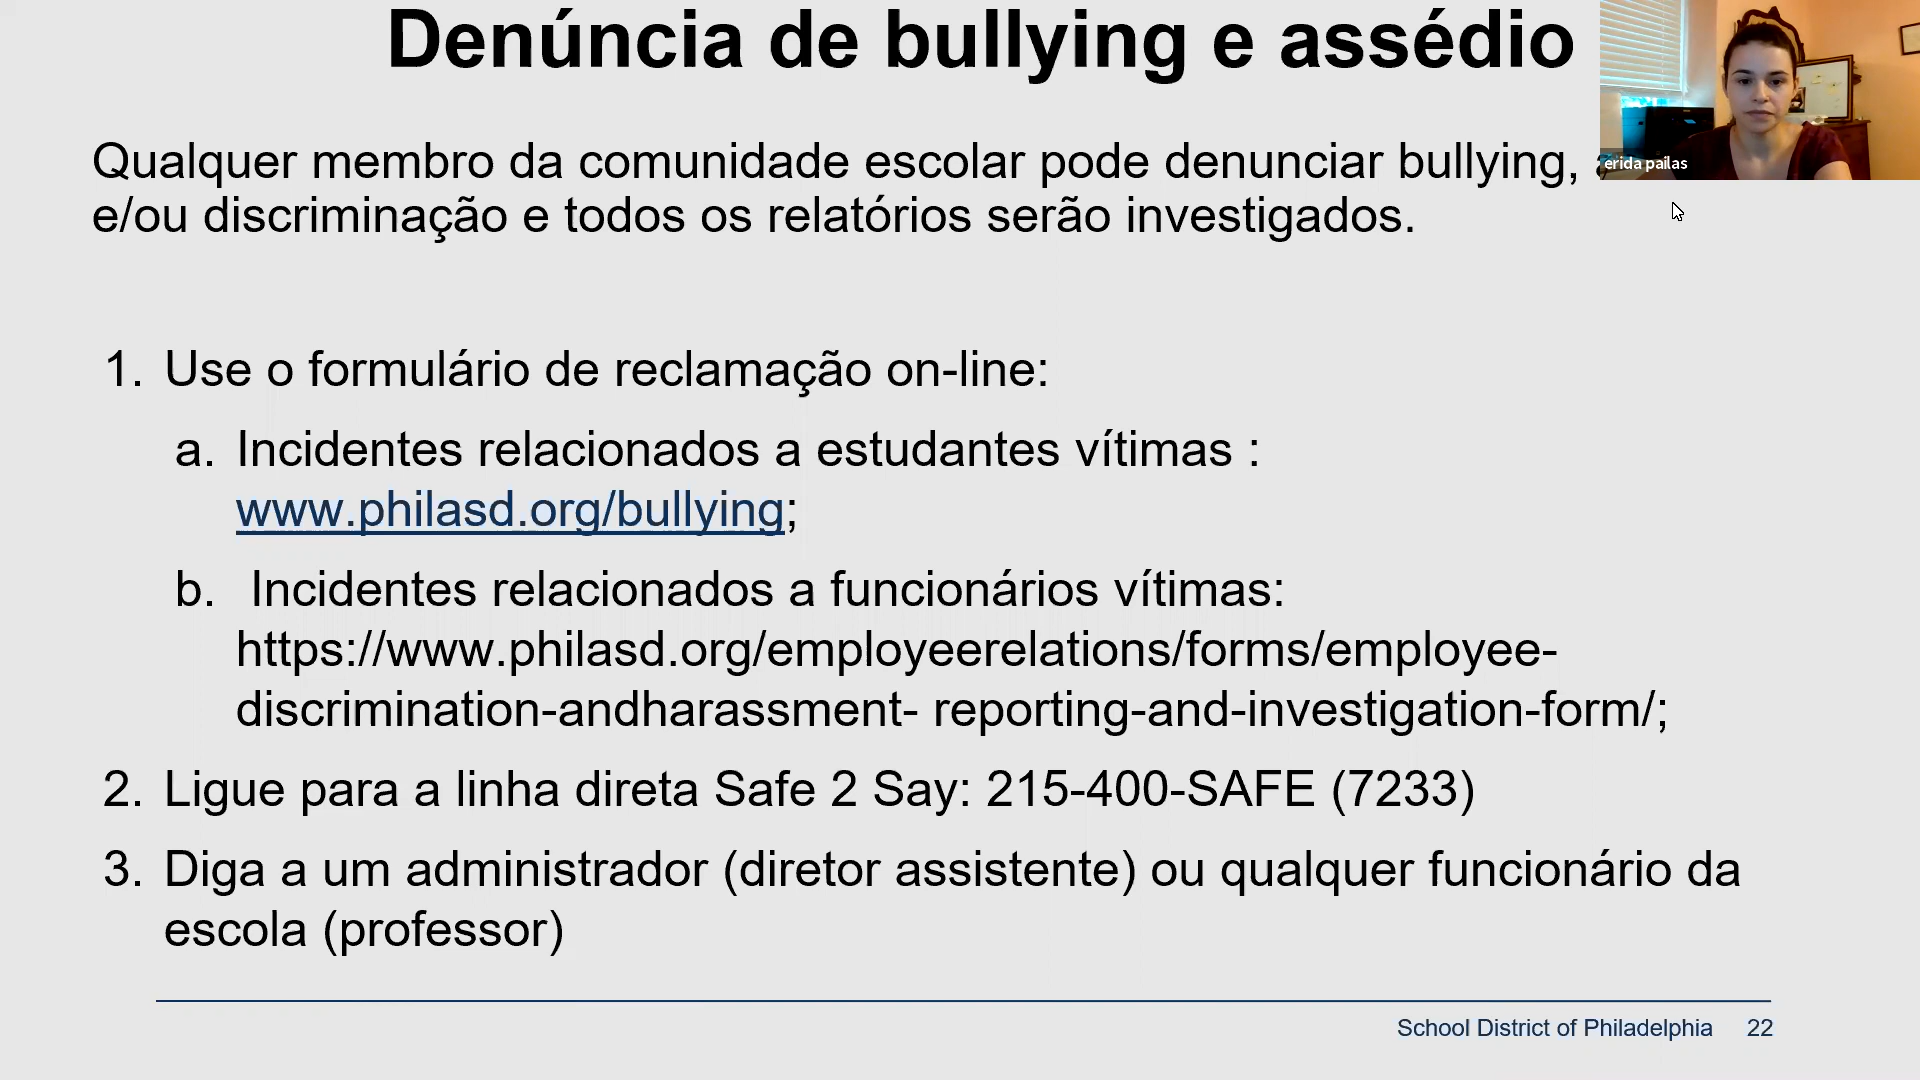 Denúncia de bullying e assédio
Qualquer membro da comunidade escolar pode denunciar bullying,
e/ou discriminação e todos os relatórios serão investigados.
érida pailas
1. Use o formulário de reclamação on-line:
a. Incidentes relacionados a estudantes vítimas :
www.philasd.org/bullying;
b. Incidentes relacionados a funcionários vítimas:
https://www.philasd.org/employeerelations/forms/employee-
discrimination-andharassment- reporting-and-investigation-form/;
2. Ligue para a linha direta Safe 2 Say: 215-400-SAFE (7233)
3. Diga a um administrador (diretor assistente) ou qualquer funcionário da
escola (professor)
School District of Philadelphia 22